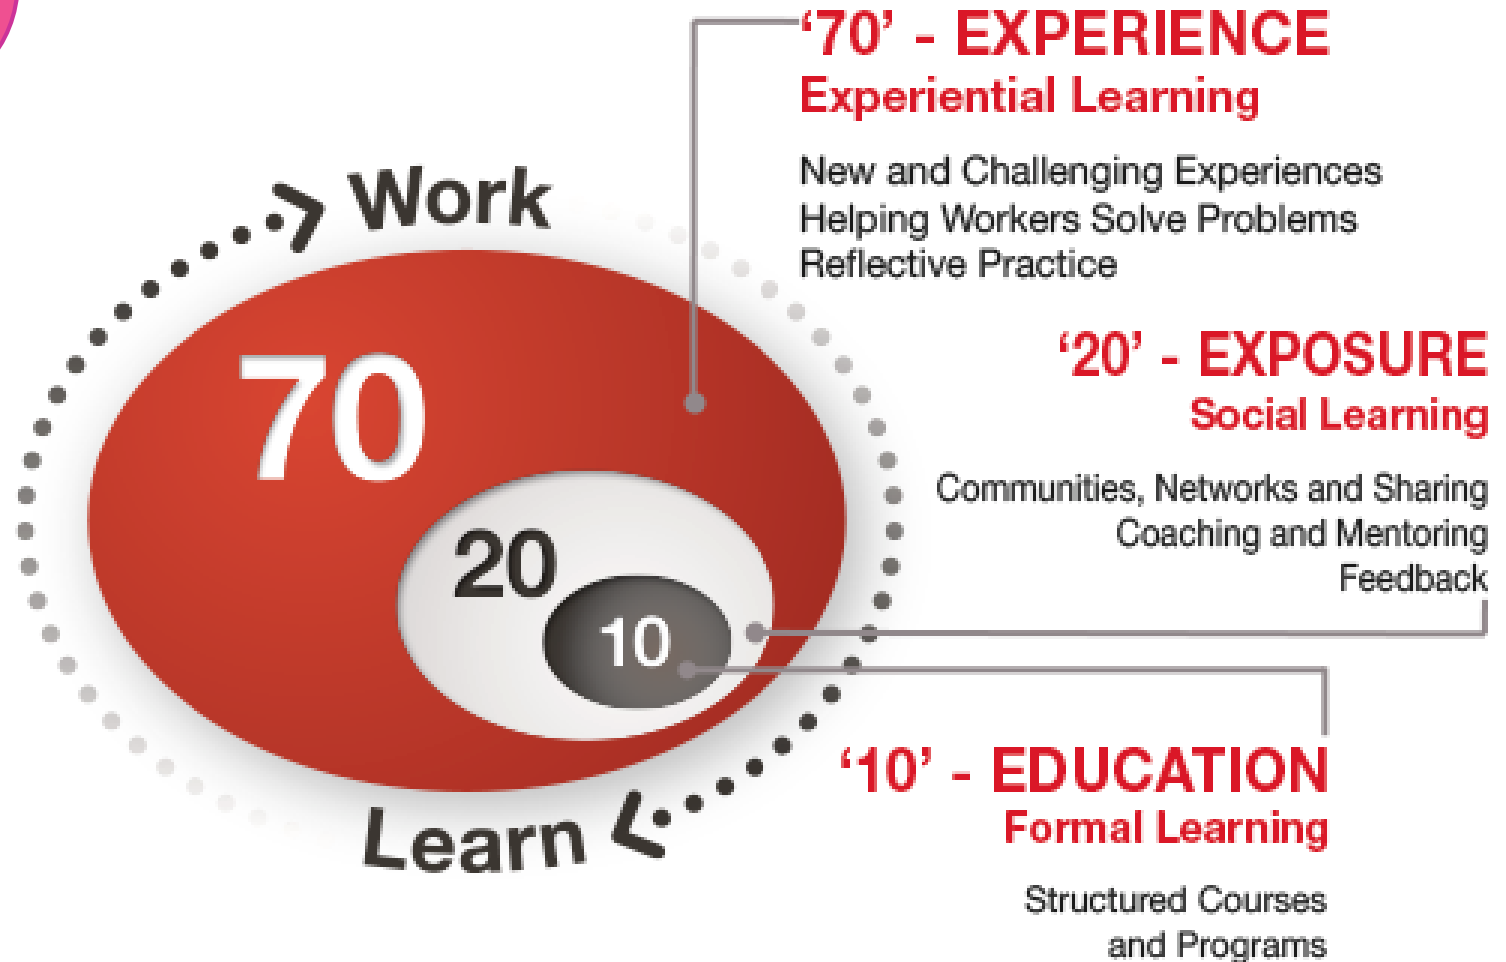 ‘70’ - EXPERIENCE
Experiential Learning
New and Challenging Experiences
Helping Workers Solve Problems
Reflective Practice
Work
70
20
10
Learn
‘20’ - EXPOSURE
Social Learning
Communities, Networks and Sharing
Coaching and Mentoring
Feedback
‘10’ - EDUCATION
Formal Learning
Structured Courses
and Programs